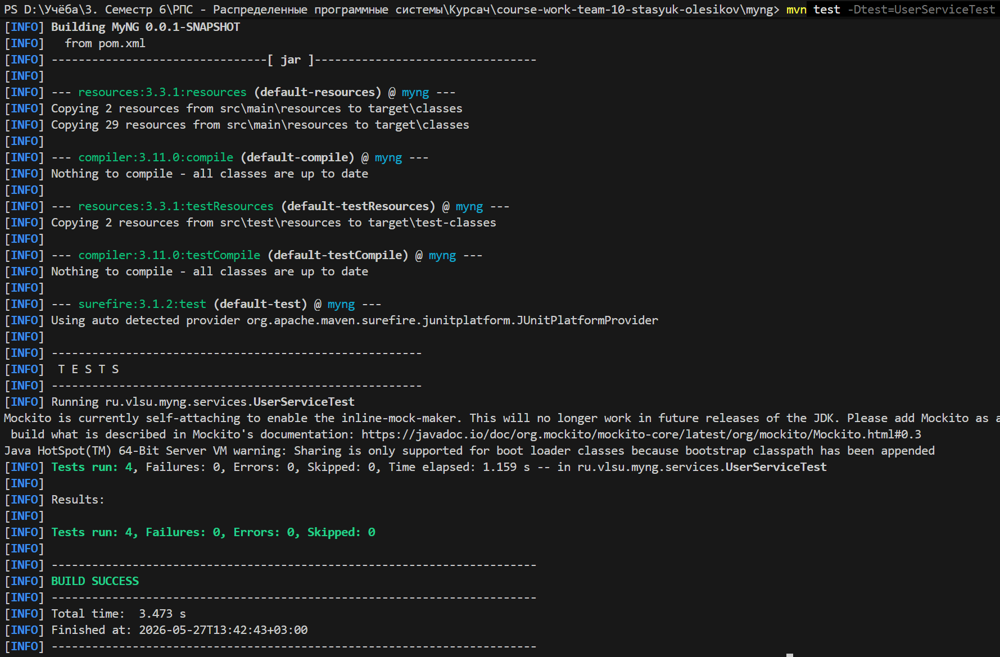 PS D:\Учёба\3. Семестр 6\РПС - Распределенные программные системы\Курсач\course-work-team-10-stasyuk-olesikov\myng> mvn test -Dtest=UserServiceTest
[INFO] Building MyNG 0.0.1-SNAPSHOT
[INFO]   from pom.xml
[INFO] --------------------------------[ jar ]---------------------------------
[INFO]
[INFO] --- resources:3.3.1:resources (default-resources) @ myng ---
[INFO] Copying 2 resources from src\main\resources to target\classes
[INFO] Copying 29 resources from src\main\resources to target\classes
[INFO]
[INFO] --- compiler:3.11.0:compile (default-compile) @ myng ---
[INFO] Nothing to compile - all classes are up to date
[INFO]
[INFO] --- resources:3.3.1:testResources (default-testResources) @ myng ---
[INFO] Copying 2 resources from src\test\resources to target\test-classes
[INFO]
[INFO] --- compiler:3.11.0:testCompile (default-testCompile) @ myng ---
[INFO] Nothing to compile - all classes are up to date
[INFO]
[INFO] --- surefire:3.1.2:test (default-test) @ myng ---
[INFO] Using auto detected provider org.apache.maven.surefire.junitplatform.JUnitPlatformProvider
[INFO]
[INFO] -------------------------------------------------------
[INFO]  T E S T S
[INFO] -------------------------------------------------------
[INFO] Running ru.vlsu.myng.services.UserServiceTest
Mockito is currently self-attaching to enable the inline-mock-maker. This will no longer work in future releases of the JDK. Please add Mockito as a
 build what is described in Mockito's documentation: https://javadoc.io/doc/org.mockito/mockito-core/latest/org/mockito/Mockito.html#0.3
Java HotSpot(TM) 64-Bit Server VM warning: Sharing is only supported for boot loader classes because bootstrap classpath has been appended
[INFO] Tests run: 4, Failures: 0, Errors: 0, Skipped: 0, Time elapsed: 1.159 s -- in ru.vlsu.myng.services.UserServiceTest
[INFO]
[INFO] Results:
[INFO]
[INFO] Tests run: 4, Failures: 0, Errors: 0, Skipped: 0
[INFO]
[INFO] ------------------------------------------------------------------------
[INFO] BUILD SUCCESS
[INFO] ------------------------------------------------------------------------
[INFO] Total time:  3.473 s
[INFO] Finished at: 2026-05-27T13:42:43+03:00
[INFO] ------------------------------------------------------------------------